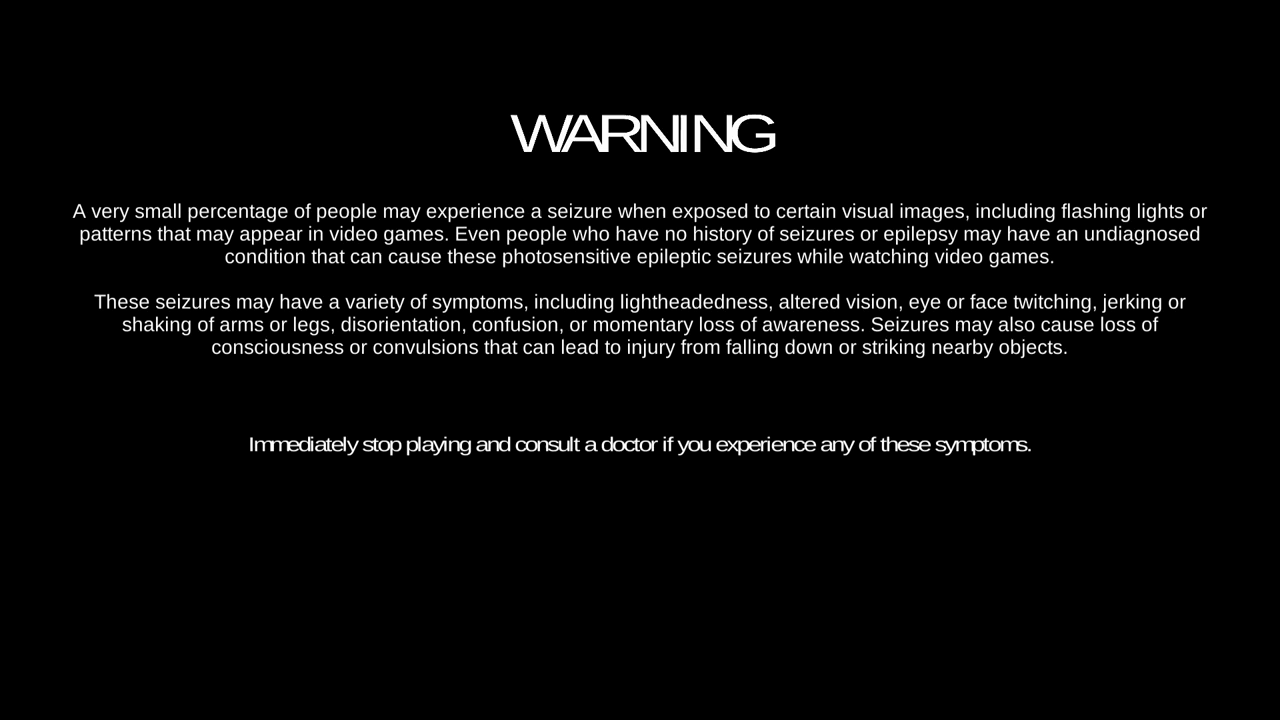 WARNING
A very small percentage of people may experience a seizure when exposed to certain visual images, including flashing lights or
patterns that may appear in video games. Even people who have no history of seizures or epilepsy may have an undiagnosed
condition that can cause these photosensitive epileptic seizures while watching video games.
These seizures may have a variety of symptoms, including lightheadedness, altered vision, eye or face twitching, jerking or
shaking of arms or legs, disorientation, confusion, or momentary loss of awareness. Seizures may also cause loss of
consciousness or convulsions that can lead to injury from falling down or striking nearby objects.
Immediately stop playing and consult a doctor if you experience any of these symptoms.